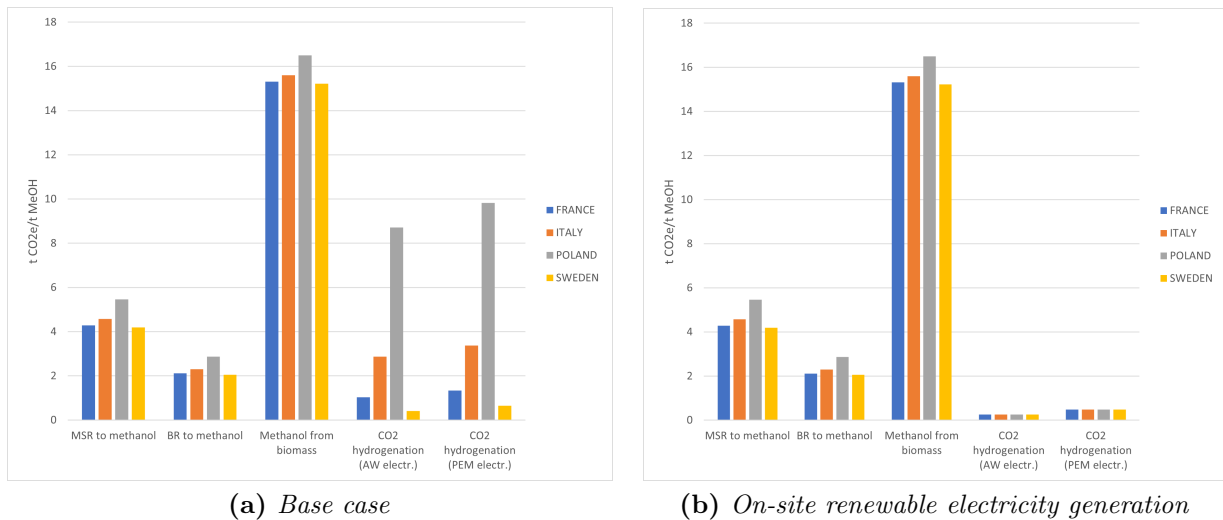 18
16
14
12
10
8
6
4
2
0
t CO2e/t MeOH
MSR to methanol
BR to methanol
Methanol from
biomass
CO2
hydrogenation
(AW electr.)
CO2
hydrogenation
(PEM electr.)
FRANCE
ITALY
POLAND
SWEDEN
(a) Base case
18
16
14
12
10
8
6
4
2
0
t CO2e/t MeOH
MSR to methanol
BR to methanol
Methanol from
biomass
CO2
hydrogenation
(AW electr.)
CO2
hydrogenation
(PEM electr.)
FRANCE
ITALY
POLAND
SWEDEN
(b) On-site renewable electricity generation